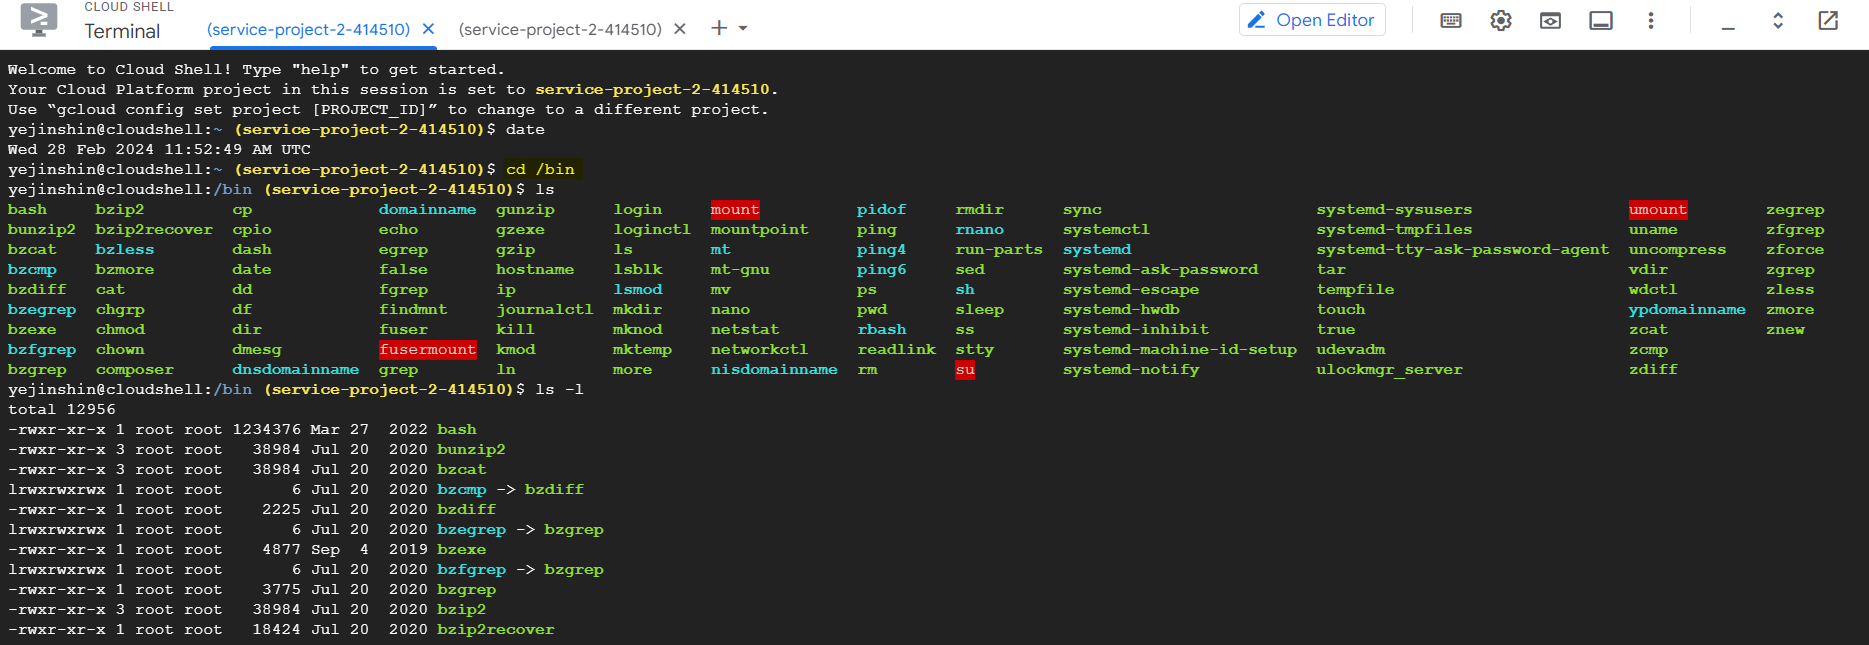 CLOUD SHELL
Terminal
(service-project-2-414510) × (service-project-2-414510) × +
Open Editor
Welcome to Cloud Shell! Type "help" to get started.
Your Cloud Platform project in this session is set to service-project-2-414510.
Use “gcloud config set project [PROJECT_ID]” to change to a different project.
yejinshin@cloudshell:~ (service-project-2-414510)$ date
Wed 28 Feb 2024 11:52:49 AM UTC
yejinshin@cloudshell:~ (service-project-2-414510)$ cd /bin
yejinshin@cloudshell:/bin (service-project-2-414510)$ ls
bash bzip2 cp domainname gunzip login mount pidof rmdir sync systemd-sysusers umount zegrep
bunzip2 bzip2recover cpio echo gzexe loginctl mountpoint ping rnano systemctl systemd-tmpfiles uname zfgrep
bzcat bzless dash egrep gzip ls mt ping4 run-parts systemd systemd-tty-ask-password-agent uncompress zforce
bzcmp bzmore date false hostname lsblk mt-gnu ping6 sed systemd-ask-password tar vdir zgrep
bzdiff cat dd fgrep ip lsmod mv ps sh systemd-escape tempfile wdctl zless
bzegrep chgrp df findmnt journalctl mkdir nano pwd sleep systemd-hwdb touch ypdomainname zmore
bzexe chmod dir fuser kill mknod netstat rbash ss systemd-inhibit true zcat znew
bzfgrep chown dmesg fusermount kmod mktemp networkctl readlink stty systemd-machine-id-setup udevadm zcmp
bzgrep composer dnsdomainname grep ln more nisdomainname rm su systemd-notify ulockmgr_server zdiff
yejinshin@cloudshell:/bin (service-project-2-414510)$ ls -l
total 12956
-rwxr-xr-x 1 root root 1234376 Mar 27 2022 bash
-rwxr-xr-x 3 root root 38984 Jul 20 2020 bunzip2
-rwxr-xr-x 3 root root 38984 Jul 20 2020 bzcat
lrwxrwxrwx 1 root root 6 Jul 20 2020 bzcmp -> bzdiff
-rwxr-xr-x 1 root root 2225 Jul 20 2020 bzdiff
lrwxrwxrwx 1 root root 6 Jul 20 2020 bzegrep -> bzgrep
-rwxr-xr-x 1 root root 4877 Sep 4 2019 bzexe
lrwxrwxrwx 1 root root 6 Jul 20 2020 bzfgrep -> bzgrep
-rwxr-xr-x 1 root root 3775 Jul 20 2020 bzgrep
-rwxr-xr-x 3 root root 38984 Jul 20 2020 bzip2
-rwxr-xr-x 1 root root 18424 Jul 20 2020 bzip2recover